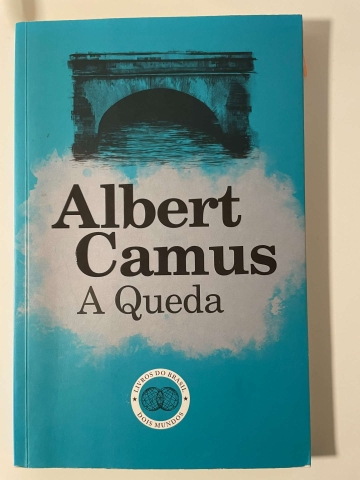 Albert
Camus
A Queda
LIVROS DO BRASIL
DOIS MUNDOS